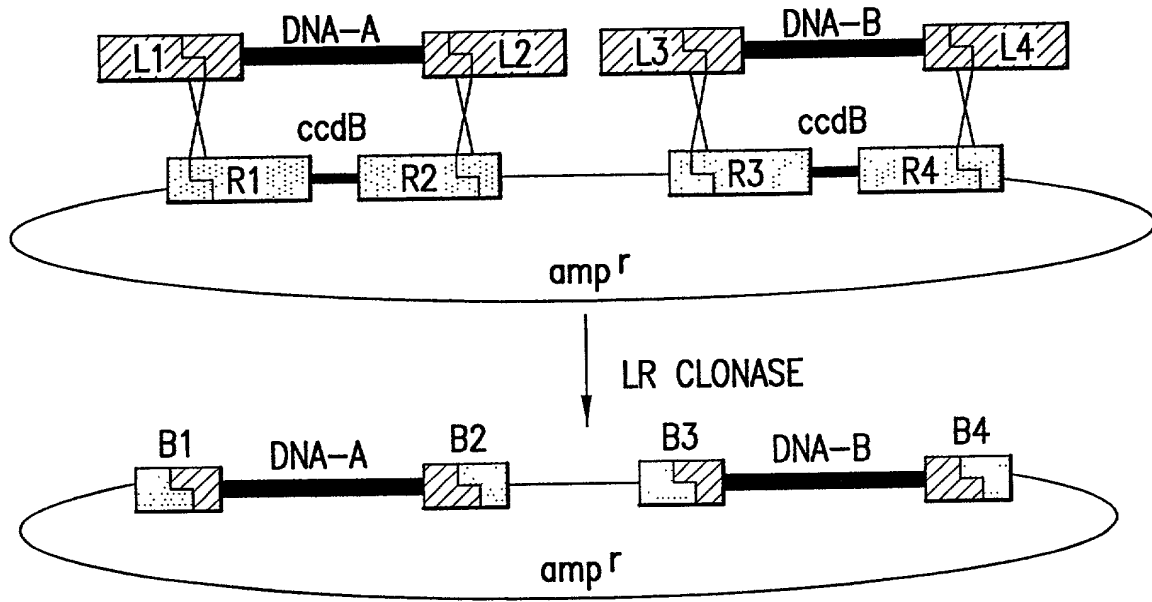 L1 DNA-A L2 L3 DNA-B L4
ccdB ccdB
R1 R2 R3 R4
amp r
LR CLONASE
B1 DNA-A B2 B3 DNA-B B4
amp r